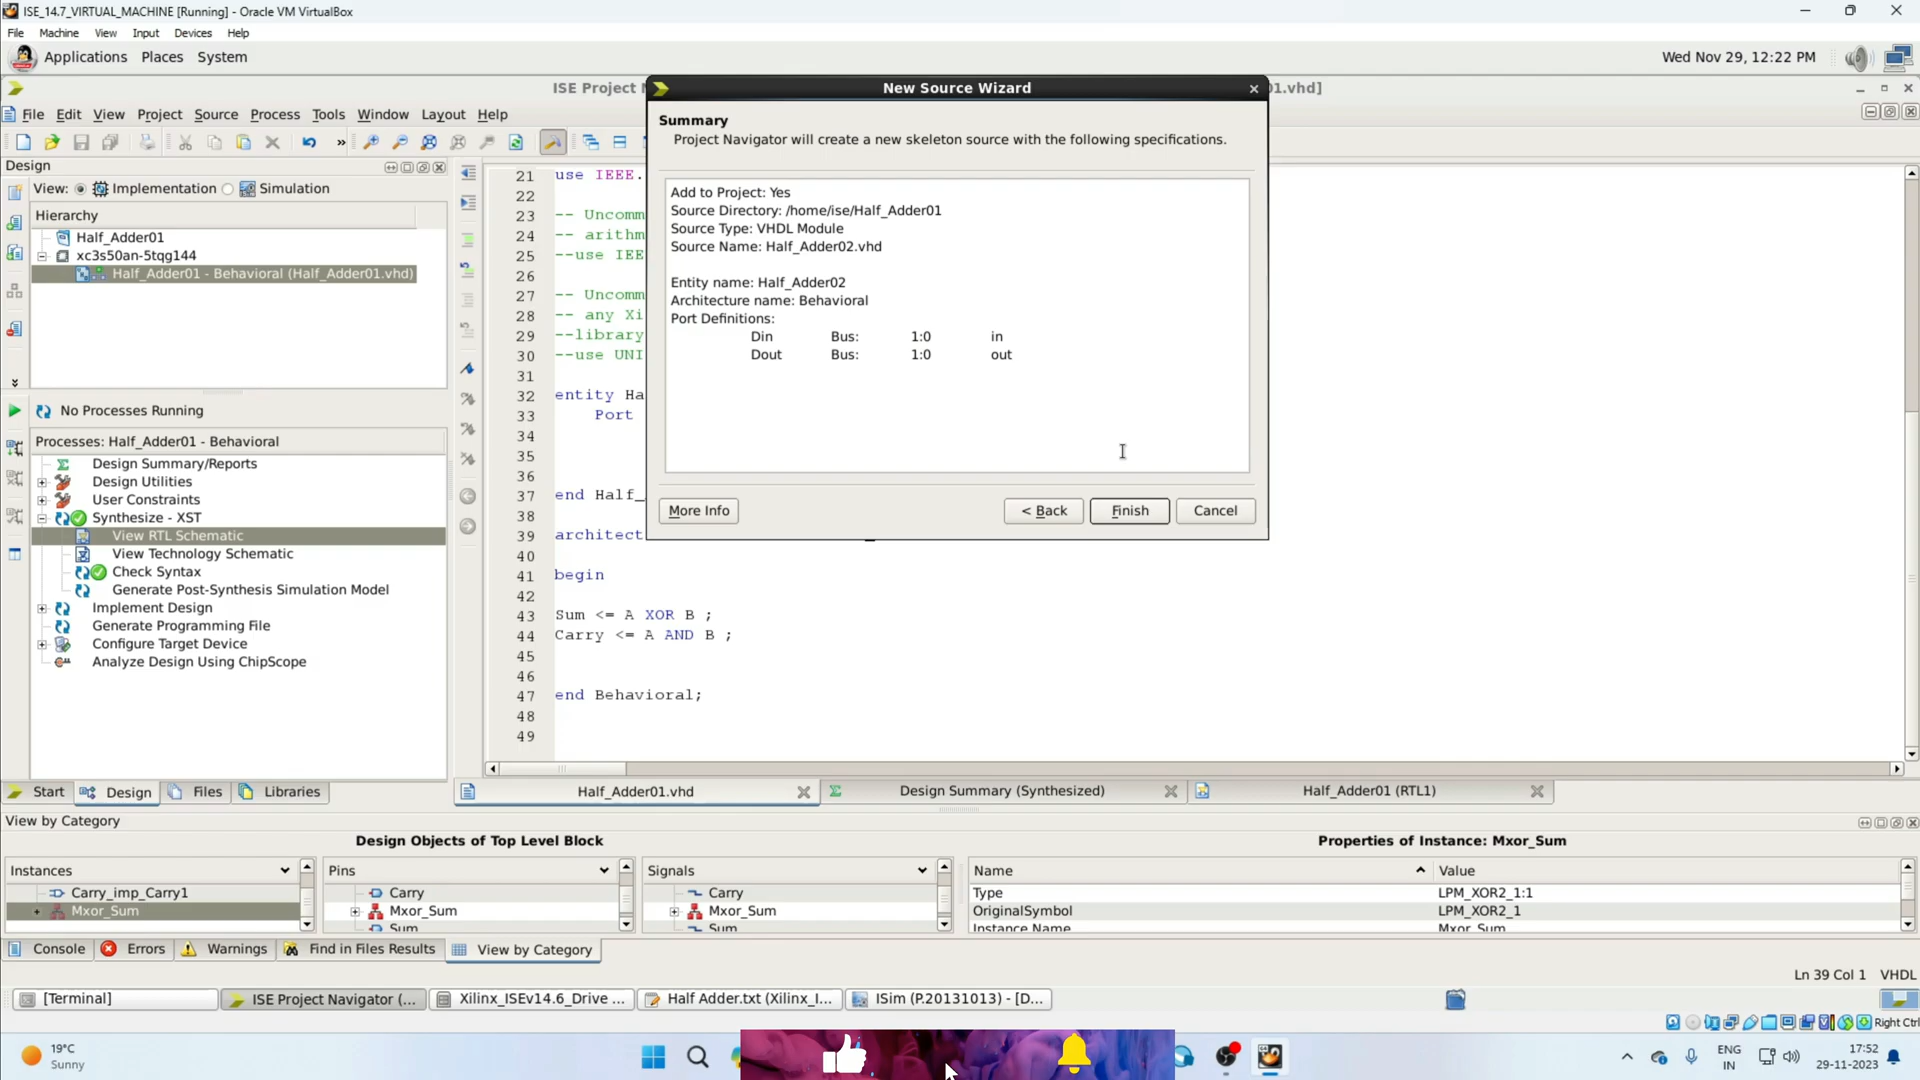 ISE_14.7_VIRTUAL_MACHINE [Running] - Oracle VM VirtualBox
File Machine View Input Devices Help
Applications Places System
Wed Nov 29, 12:22 PM
ISE Project N
01.vhd]
New Source Wizard
File Edit View Project Source Process Tools Window Layout Help
Summary
Project Navigator will create a new skeleton source with the following specifications.
»
Design
View: Implementation Simulation
Hierarchy
Half_Adder01
xc3s50an-5tqg144
Half_Adder01 - Behavioral (Half_Adder01.vhd)
Add to Project: Yes
Source Directory: /home/ise/Half_Adder01
Source Type: VHDL Module
Source Name: Half_Adder02.vhd
Entity name: Half_Adder02
Architecture name: Behavioral
Port Definitions:
Din Bus: 1:0 in
Dout Bus: 1:0 out
More Info < Back Finish Cancel
21 use IEEE.
22
23 -- Uncomm
24 -- arithm
25 --use IEE
26
27 -- Uncomm
28 -- any Xi
29 --library
30 --use UNI
31
32 entity Ha
33 Port
34
35
36
37 end Half_
38
39 architect
40
41 begin
42
43 Sum <= A XOR B ;
44 Carry <= A AND B ;
45
46
47 end Behavioral;
48
49
No Processes Running
Processes: Half_Adder01 - Behavioral
Design Summary/Reports
Design Utilities
User Constraints
Synthesize - XST
View RTL Schematic
View Technology Schematic
Check Syntax
Generate Post-Synthesis Simulation Model
Implement Design
Generate Programming File
Configure Target Device
Analyze Design Using ChipScope
Start Design Files Libraries
Half_Adder01.vhd Design Summary (Synthesized) Half_Adder01 (RTL1)
View by Category
Design Objects of Top Level Block Properties of Instance: Mxor_Sum
Instances Pins Signals Name Value
Carry_imp_Carry1 Carry Carry Type LPM_XOR2_1:1
Mxor_Sum Mxor_Sum Mxor_Sum OriginalSymbol LPM_XOR2_1
Sum Sum Instance Name Mxor_Sum
Console Errors Warnings Find in Files Results View by Category
Ln 39 Col 1 VHDL
[Terminal] ISE Project Navigator (... Xilinx_ISEv14.6_Drive ... Half Adder.txt (Xilinx_I... ISim (P.20131013) - [D...
Right Ctrl
19°C
Sunny
ENG
IN
17:52
29-11-2023